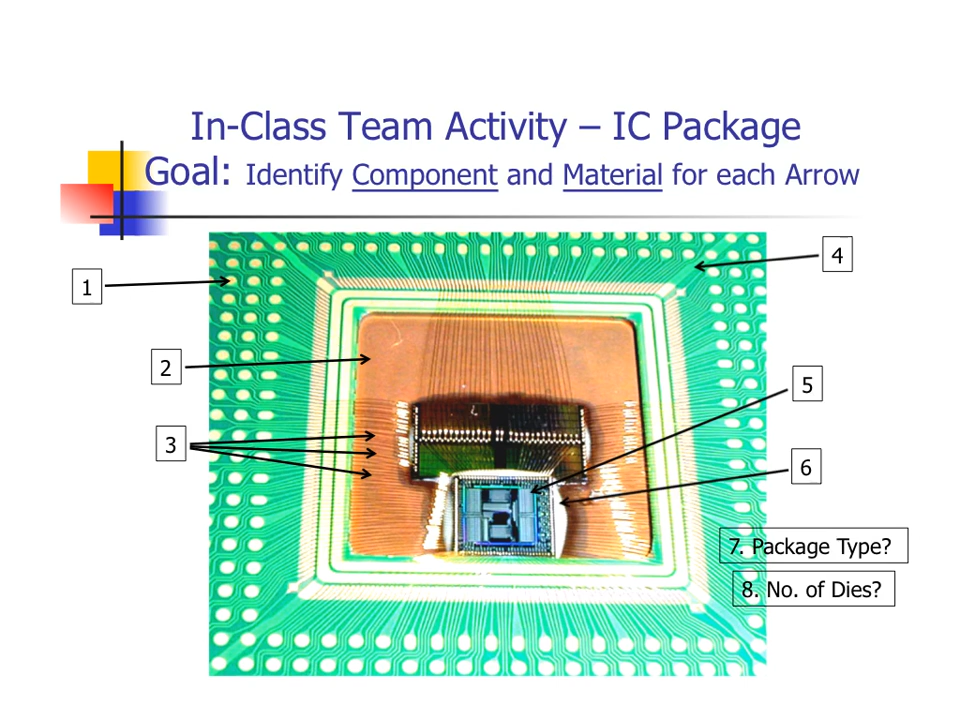 In-Class Team Activity – IC Package
Goal: Identify Component and Material for each Arrow
1
4
2
5
3
6
7. Package Type?
8. No. of Dies?